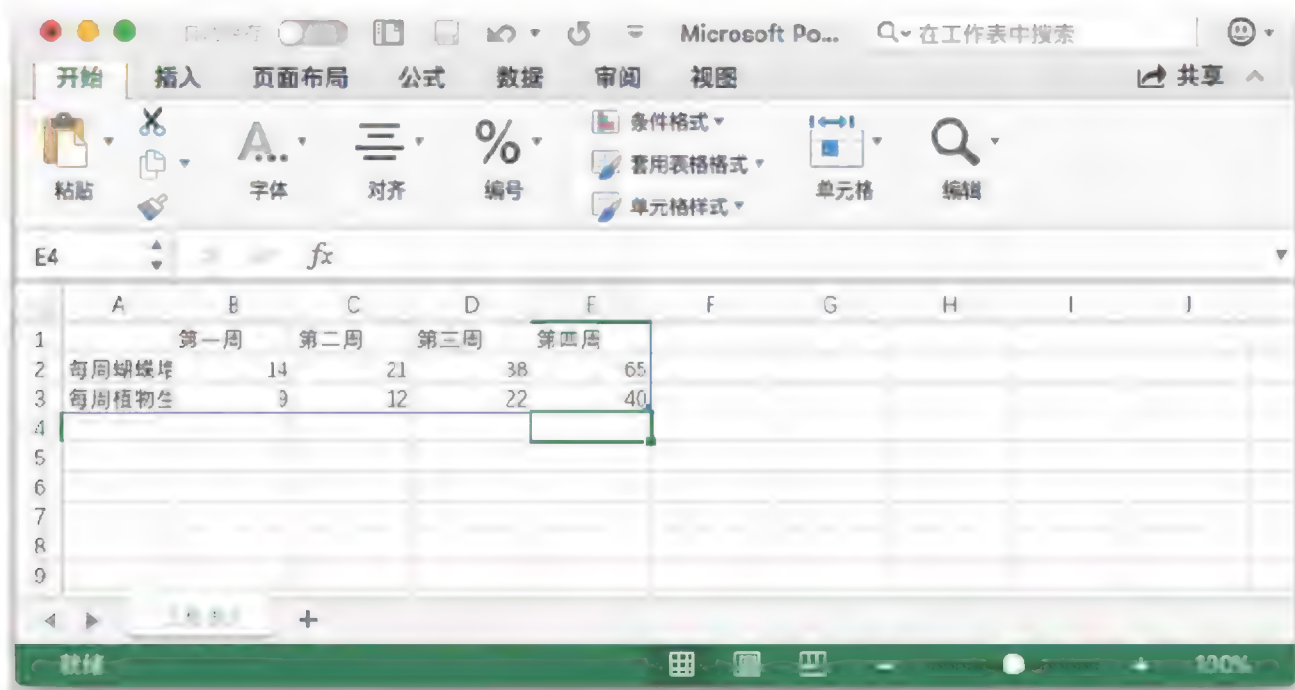 Microsoft Po... 在工作表中搜索
开始 插入 页面布局 公式 数据 审阅 视图 共享
粘贴 字体 对齐 % 编号 条件格式 套用表格格式 单元格样式 单元格 编辑
E4 fx
A B C D E F G H I J
1 第一周 第二周 第三周 第四周
2 每周蝴蝶增 14 21 38 65
3 每周植物生 9 12 22 40
4
5
6
7
8
9
+
就绪 100%